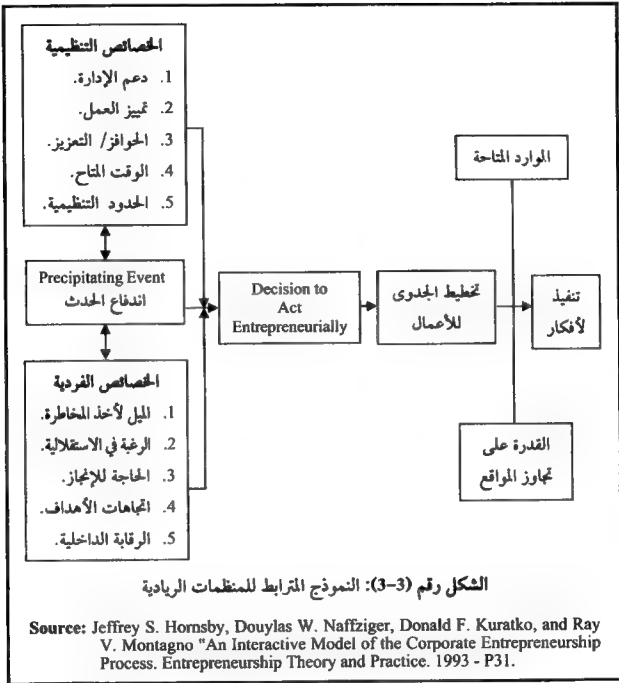 الخصائص التنظيمية
1. دعم الإدارة.
2. تمييز العمل.
3. الحوافز/ التعزيز.
4. الوقت المتاح.
5. الحدود التنظيمية.
Precipitating Event
اندفاع الحدث
الخصائص الفردية
1. الميل لأخذ المخاطرة.
2. الرغبة في الاستقلالية.
3. الحاجة للإنجاز.
4. اتجاهات الأهداف.
5. الرقابة الداخلية.
Decision to
Act
Entrepreneurially
تخطيط الجدوى
للأعمال
الموارد المتاحة
تنفيذ
لأفكار
القدرة على
تجاوز المواقع
الشكل رقم (3-3): النموذج المترابط للمنظمات الريادية
Source: Jeffrey S. Hornsby, Douylas W. Naffziger, Donald F. Kuratko, and Ray
V. Montagno "An Interactive Model of the Corporate Entrepreneurship
Process. Entrepreneurship Theory and Practice. 1993 - P31.